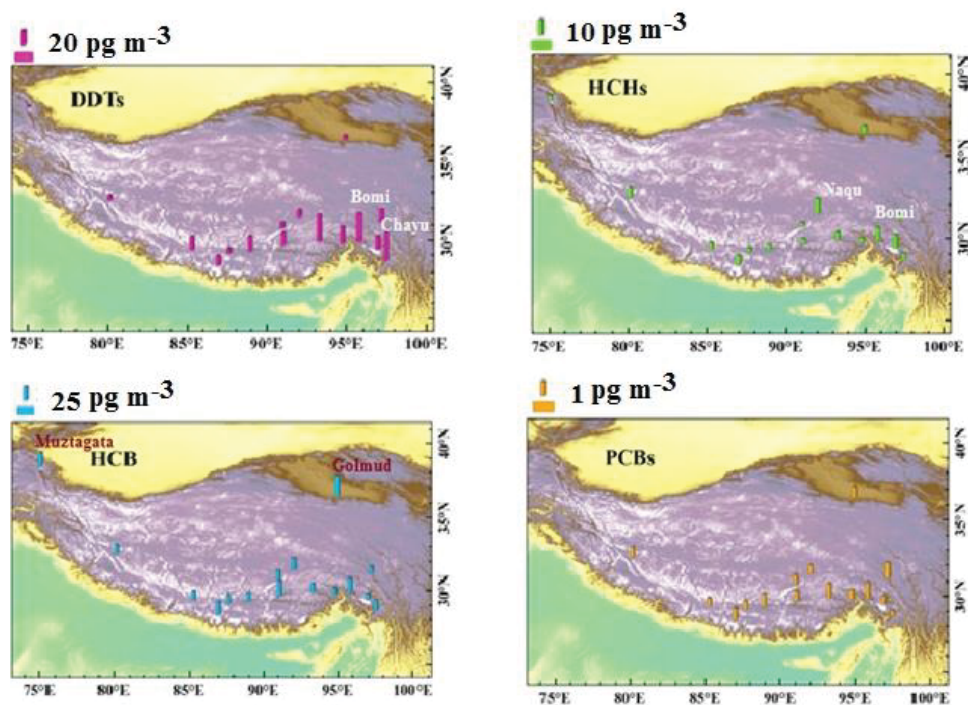 20 pg m-3
DDTs
Bomi
Chayu
40°N
35°N
30°N
75°E 80°E 85°E 90°E 95°E 100°E
10 pg m-3
HCHs
Naqu
Bomi
40°N
35°N
30°N
75°E 80°E 85°E 90°E 95°E 100°E
25 pg m-3
Muztagata
HCB
Golmud
40°N
35°N
30°N
75°E 80°E 85°E 90°E 95°E 100°E
1 pg m-3
PCBs
40°N
35°N
30°N
75°E 80°E 85°E 90°E 95°E 100°E